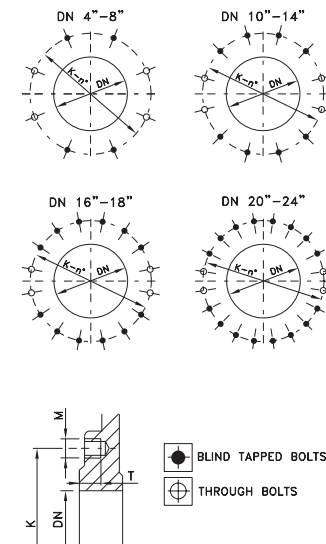 DN 4"-8"
DN 10"-14"
K-n°
DN
K-n°
DN
DN 16"-18"
DN 20"-24"
K-n°
DN
K-n°
DN
M
T
K
DN
BLIND TAPPED BOLTS
THROUGH BOLTS